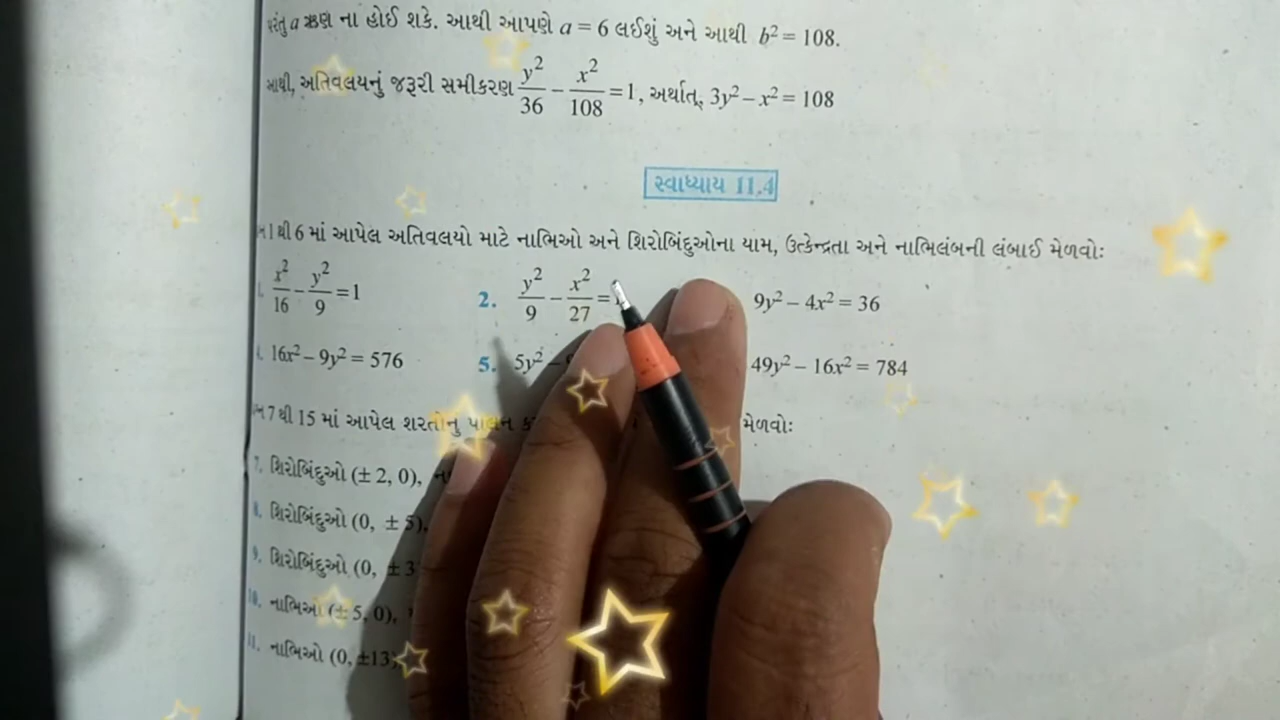 પરંતુ a ઋણ ના હોઈ શકે. આથી આપણે a = 6 લઈશું અને આથી b² = 108.
આથી, અતિવલયનું જરૂરી સમીકરણ y²/36 − x²/108 = 1, અર્થાત્, 3y² – x² = 108
સ્વાધ્યાય 11.4
1 થી 6 માં આપેલ અતિવલયો માટે નાભિઓ અને શિરોબિંદુઓના યામ, ઉત્કેન્દ્રતા અને નાભિલંબની લંબાઈ મેળવોઃ
x²/16 − y²/9 = 1 2. y²/9 − x²/27 = 9y² – 4x² = 36
16x² – 9y² = 576 5. 5y² – 49y² – 16x² = 784
7 થી 15 માં આપેલ શરતોનું પાલન મેળવોઃ
7. શિરોબિંદુઓ (± 2, 0),
8. શિરોબિંદુઓ (0, ± 5),
9. શિરોબિંદુઓ (0, ± 3
10. નાભિઓ (± 5, 0),
11. નાભિઓ (0, ±13)